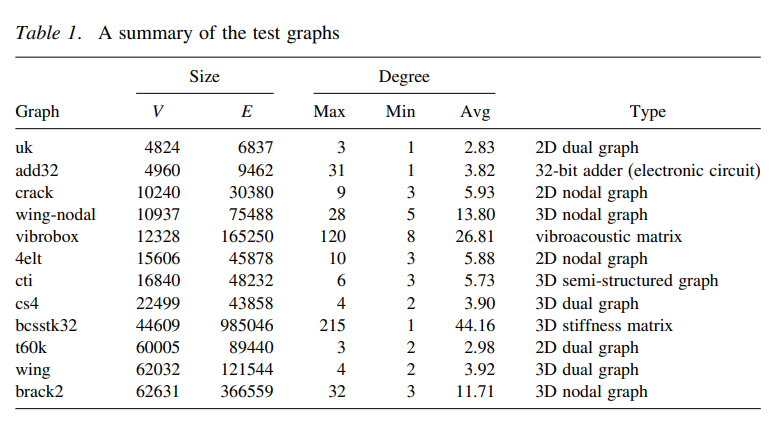 Table 1. A summary of the test graphs
Size Degree
Graph V E Max Min Avg Type
uk 4824 6837 3 1 2.83 2D dual graph
add32 4960 9462 31 1 3.82 32-bit adder (electronic circuit)
crack 10240 30380 9 3 5.93 2D nodal graph
wing-nodal 10937 75488 28 5 13.80 3D nodal graph
vibrobox 12328 165250 120 8 26.81 vibroacoustic matrix
4elt 15606 45878 10 3 5.88 2D nodal graph
cti 16840 48232 6 3 5.73 3D semi-structured graph
cs4 22499 43858 4 2 3.90 3D dual graph
bcsstk32 44609 985046 215 1 44.16 3D stiffness matrix
t60k 60005 89440 3 2 2.98 2D dual graph
wing 62032 121544 4 2 3.92 3D dual graph
brack2 62631 366559 32 3 11.71 3D nodal graph